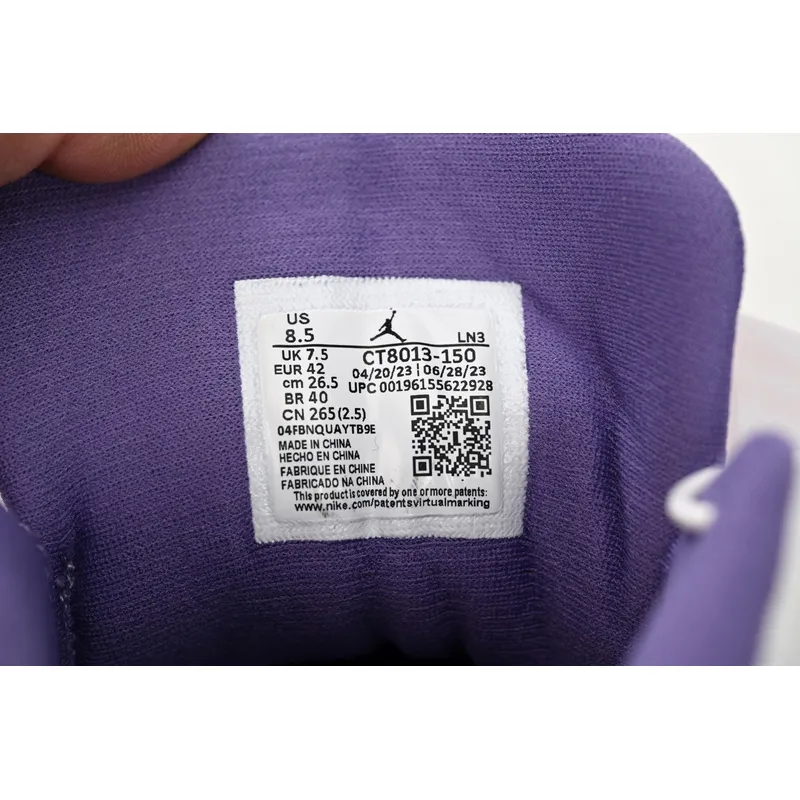 US
8.5
LN3
UK 7.5
CT8013-150
EUR 42
04/20/23 | 06/28/23
cm 26.5
UPC 00196155622928
BR 40
CN 265(2.5)
04FBNQUAYTB9E
MADE IN CHINA
HECHO EN CHINA
FABRIQUE EN CHINE
FABRICADO NA CHINA
This product is covered by one or more patents:
www.nike.com/patentsvirtualmarking